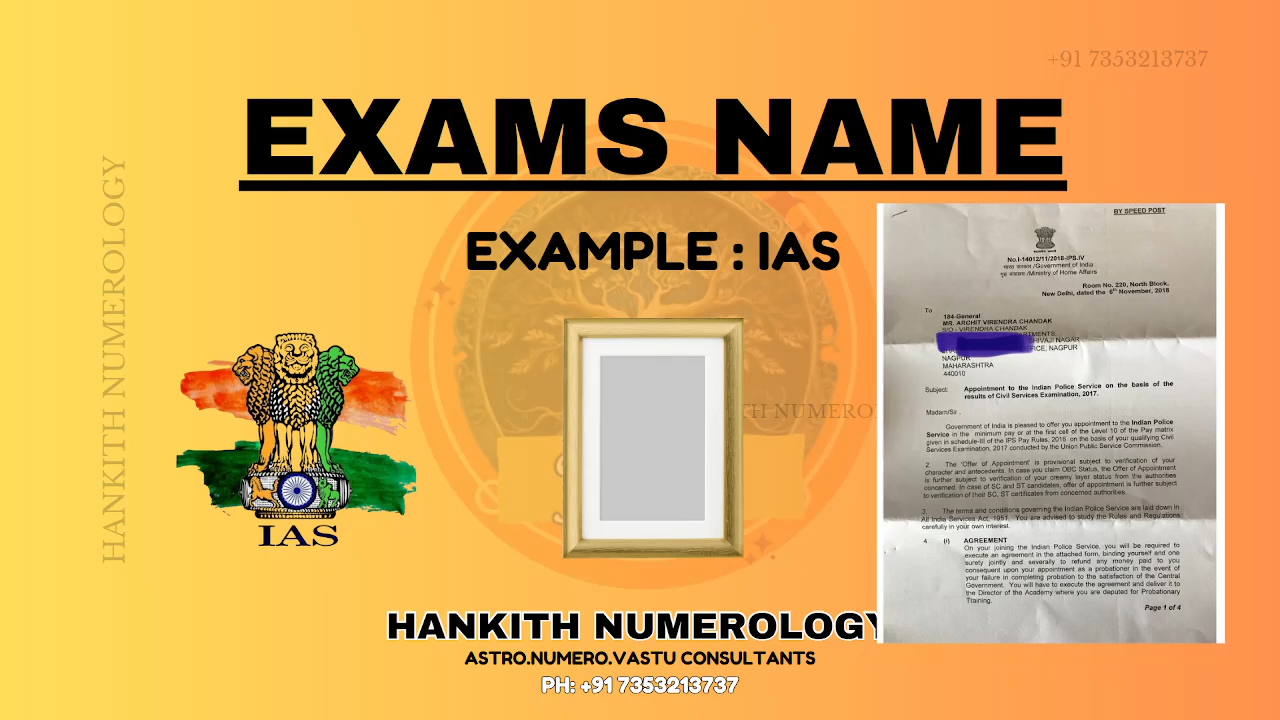 +91 7353213737
EXAMS NAME
EXAMPLE : IAS
HANKITH NUMEROLOGY
IAS
TH NUMERO
BY SPEED POST
No.I-14012/11/2018-IPS.IV
भारत सरकार /Government of India
गृह मंत्रालय /Ministry of Home Affairs
Room No. 220, North Block,
New Delhi, dated the 6th November, 2018
To
184-General
MR. ARCHIT VIRENDRA CHANDAK
S/O - VIRENDRA CHANDAK
SHIVAJI NAGAR
NAGPUR
NAGPUR
MAHARASHTRA
440010
Subject: Appointment to the Indian Police Service on the basis of the
results of Civil Services Examination, 2017.
Madam/Sir .
Government of India is pleased to offer you appointment to the Indian Police
Service in the minimum pay or at the first cell of the Level 10 of the Pay matrix
given in schedule-III of the IPS Pay Rules, 2016 on the basis of your qualifying Civil
Services Examination, 2017 conducted by the Union Public Service Commission.
2. The 'Offer of Appointment' is provisional subject to verification of your
character and antecedents. In case you claim OBC Status, the Offer of Appointment
is further subject to verification of your creamy layer status from the authorities
concerned. In case of SC and ST candidates, offer of appointment is further subject
to verification of their SC, ST certificates from concerned authorities.
3. The terms and conditions governing the Indian Police Service are laid down in
All India Services Act, 1951. You are advised to study the Rules and Regulations
carefully in your own interest.
4 (i) AGREEMENT
On your joining the Indian Police Service, you will be required to
execute an agreement in the attached form, binding yourself and one
surety jointly and severally to refund any money paid to you
consequent upon your appointment as a probationer in the event of
your failure in completing probation to the satisfaction of the Central
Government. You will have to execute the agreement and deliver it to
the Director of the Academy where you are deputed for Probationary
Training.
Page 1 of 4
HANKITH NUMEROLOGY
ASTRO.NUMERO.VASTU CONSULTANTS
PH: +91 7353213737